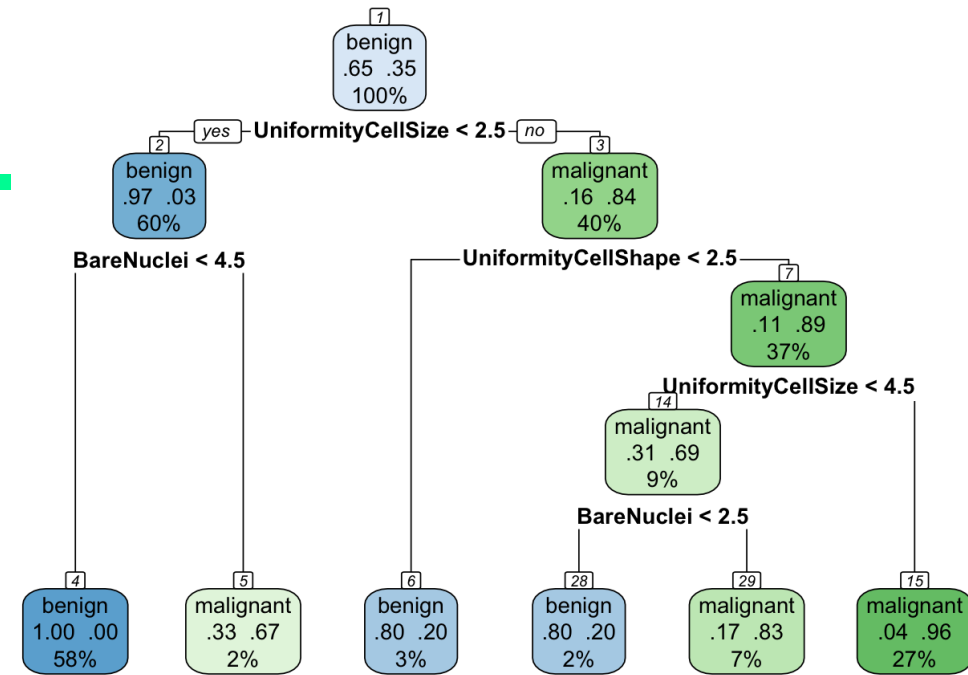 1
benign
.65 .35
100%
yes UniformityCellSize < 2.5 no
2
benign
.97 .03
60%
3
malignant
.16 .84
40%
BareNuclei < 4.5
UniformityCellShape < 2.5
7
malignant
.11 .89
37%
UniformityCellSize < 4.5
14
malignant
.31 .69
9%
BareNuclei < 2.5
4
benign
1.00 .00
58%
5
malignant
.33 .67
2%
6
benign
.80 .20
3%
28
benign
.80 .20
2%
29
malignant
.17 .83
7%
15
malignant
.04 .96
27%